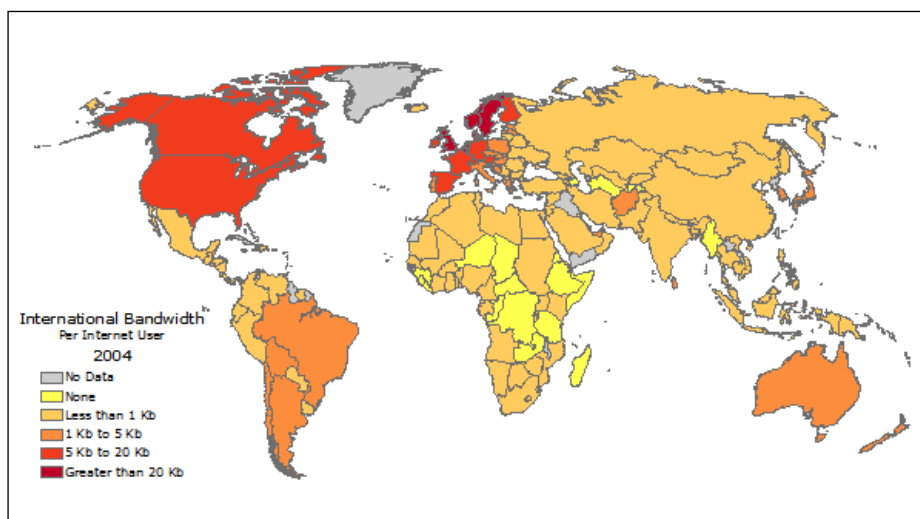 International Bandwidth
Per Internet User
2004
No Data
None
Less than 1 Kb
1 Kb to 5 Kb
5 Kb to 20 Kb
Greater than 20 Kb